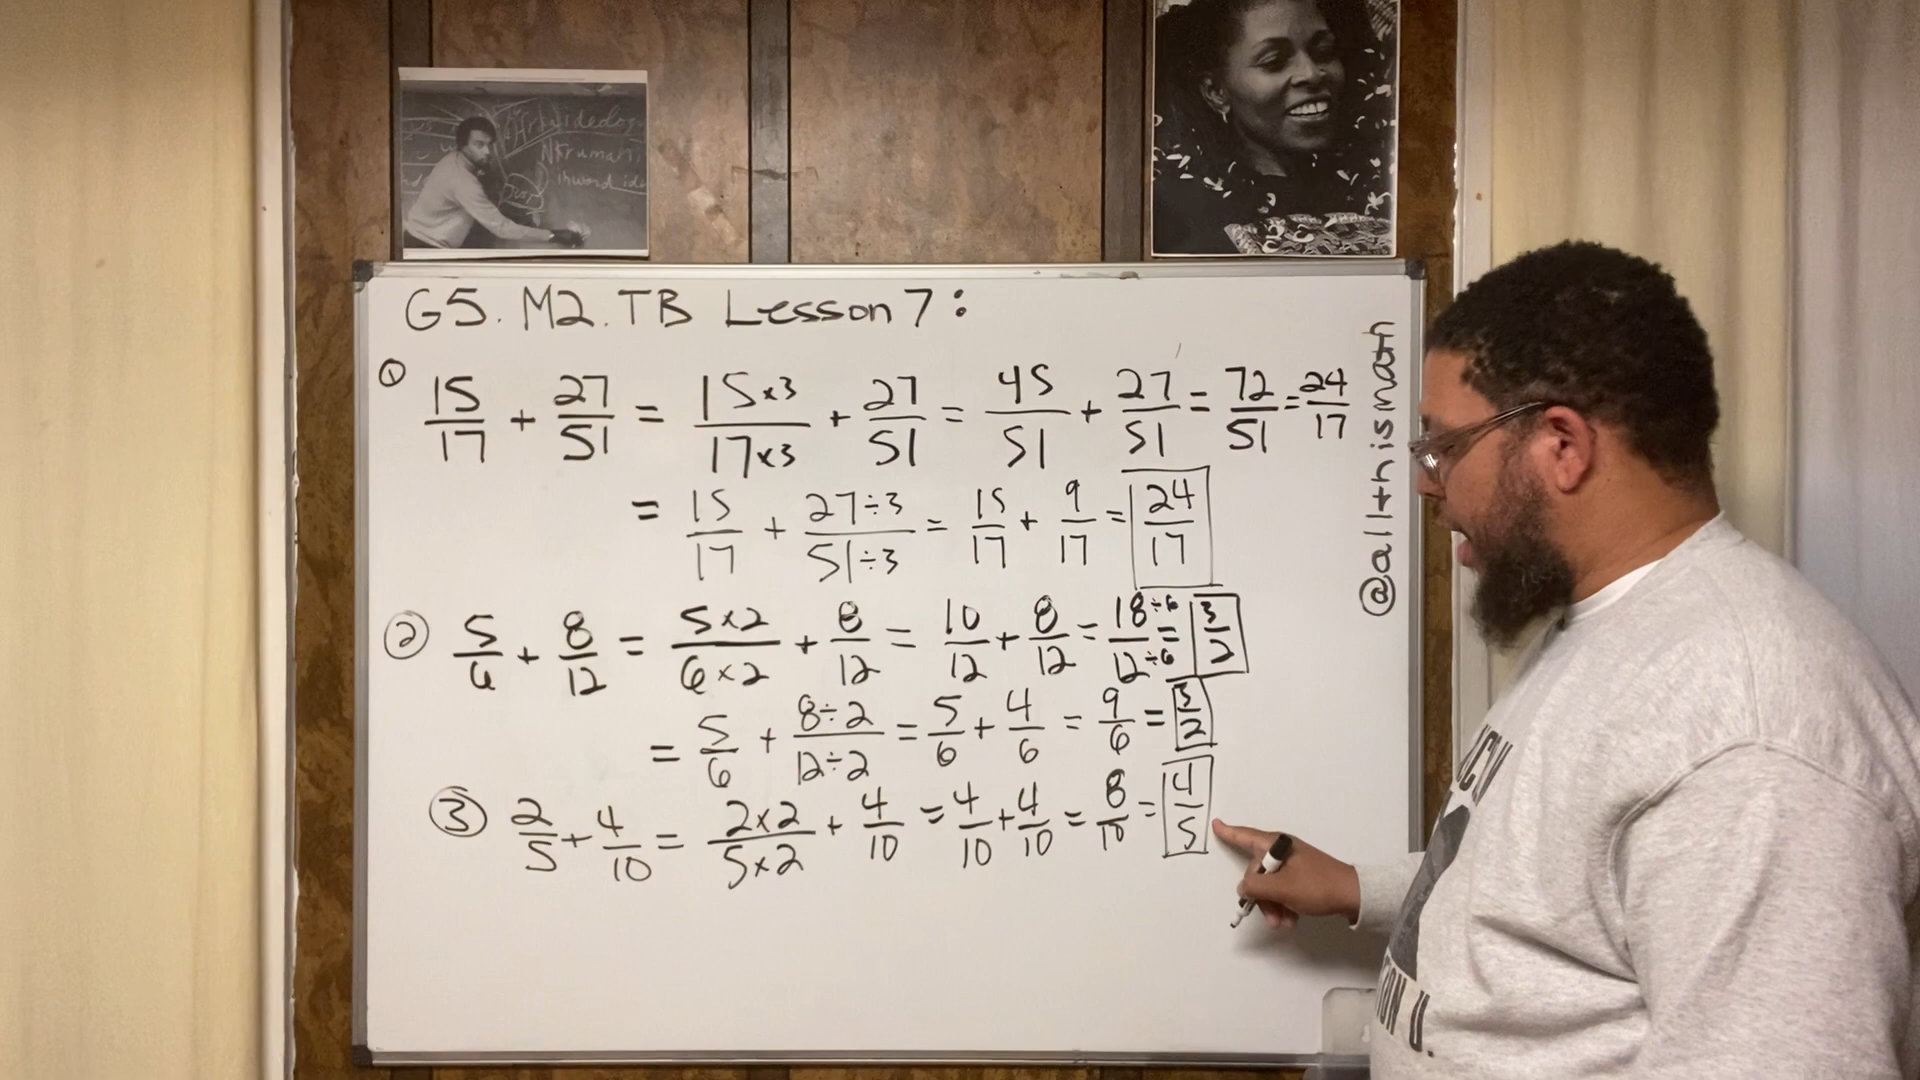 G5. M2. TB Lesson 7:
① 15/17 + 27/51 = 15×3/17×3 + 27/51 = 45/51 + 27/51 = 72/51 = 24/17
= 15/17 + 27÷3/51÷3 = 15/17 + 9/17 = 24/17
② 5/6 + 8/12 = 5×2/6×2 + 8/12 = 10/12 + 8/12 = 18÷6/12÷6 = 3/2
= 5/6 + 8÷2/12÷2 = 5/6 + 4/6 = 9/6 = 3/2
③ 2/5 + 4/10 = 2×2/5×2 + 4/10 = 4/10 + 4/10 = 8/10 = 4/5
@allthismath